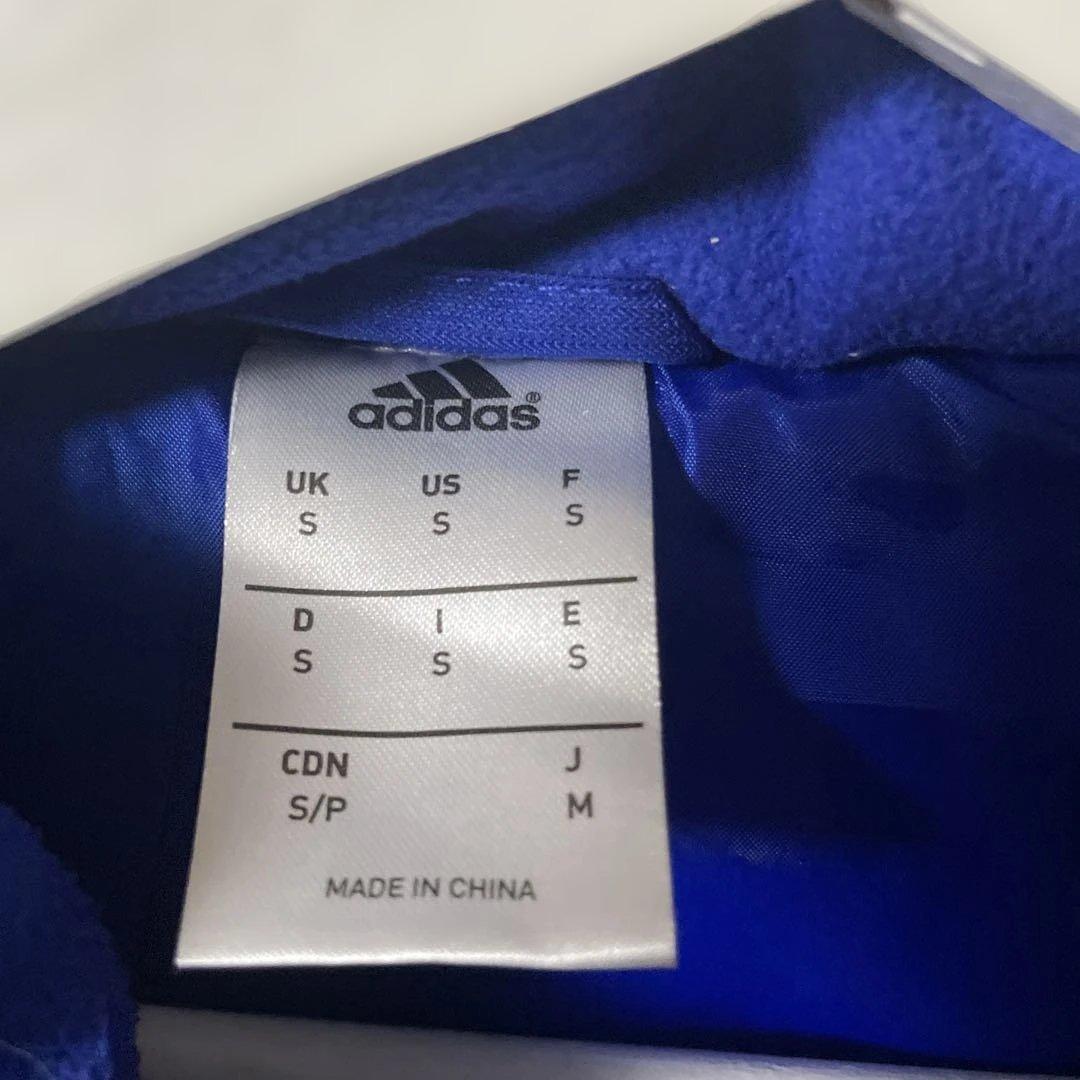 adidas®
UK US F
S S S
D I E
S S S
CDN J
S/P M
MADE IN CHINA